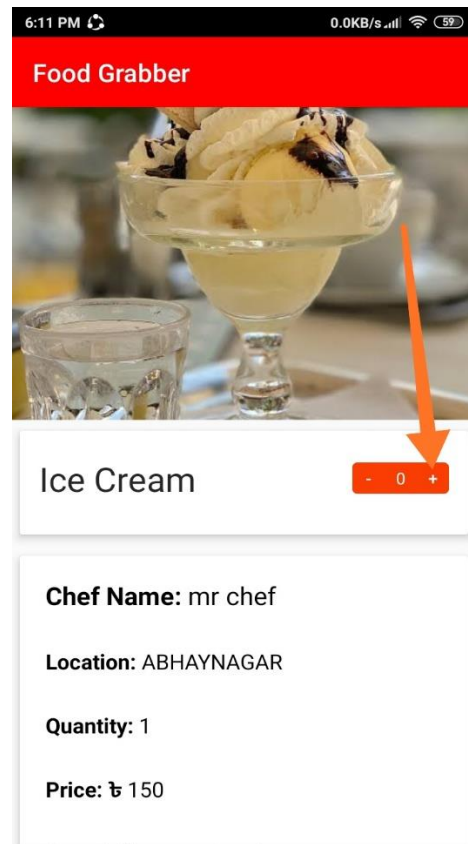 6:11 PM 0.0KB/s 59
Food Grabber
Ice Cream
- 0 +
Chef Name: mr chef
Location: ABHAYNAGAR
Quantity: 1
Price: ৳ 150